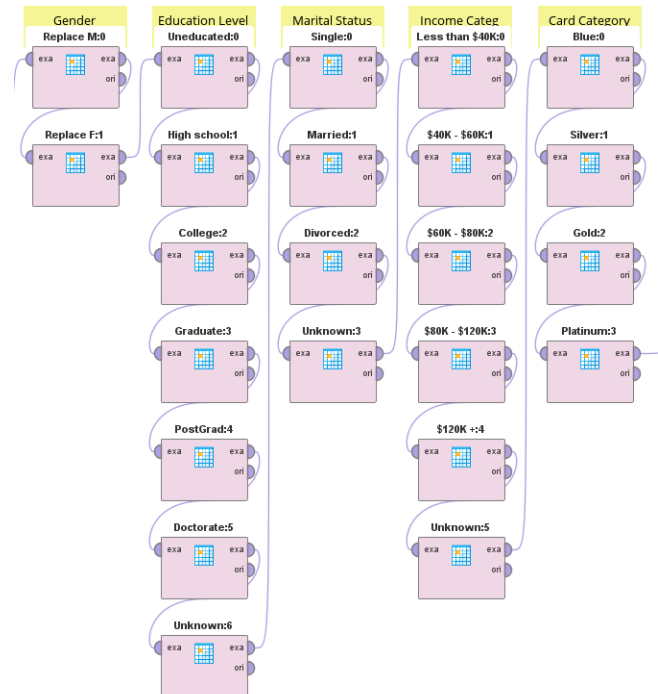 Gender
Replace M:0
exa exa
ori
Replace F:1
exa exa
ori
Education Level
Uneducated:0
exa exa
ori
High school:1
exa exa
ori
College:2
exa exa
ori
Graduate:3
exa exa
ori
PostGrad:4
exa exa
ori
Doctorate:5
exa exa
ori
Unknown:6
exa exa
ori
Marital Status
Single:0
exa exa
ori
Married:1
exa exa
ori
Divorced:2
exa exa
ori
Unknown:3
exa exa
ori
Income Categ
Less than $40K:0
exa exa
ori
$40K - $60K:1
exa exa
ori
$60K - $80K:2
exa exa
ori
$80K - $120K:3
exa exa
ori
$120K +:4
exa exa
ori
Unknown:5
exa exa
ori
Card Category
Blue:0
exa exa
ori
Silver:1
exa exa
ori
Gold:2
exa exa
ori
Platinum:3
exa exa
ori